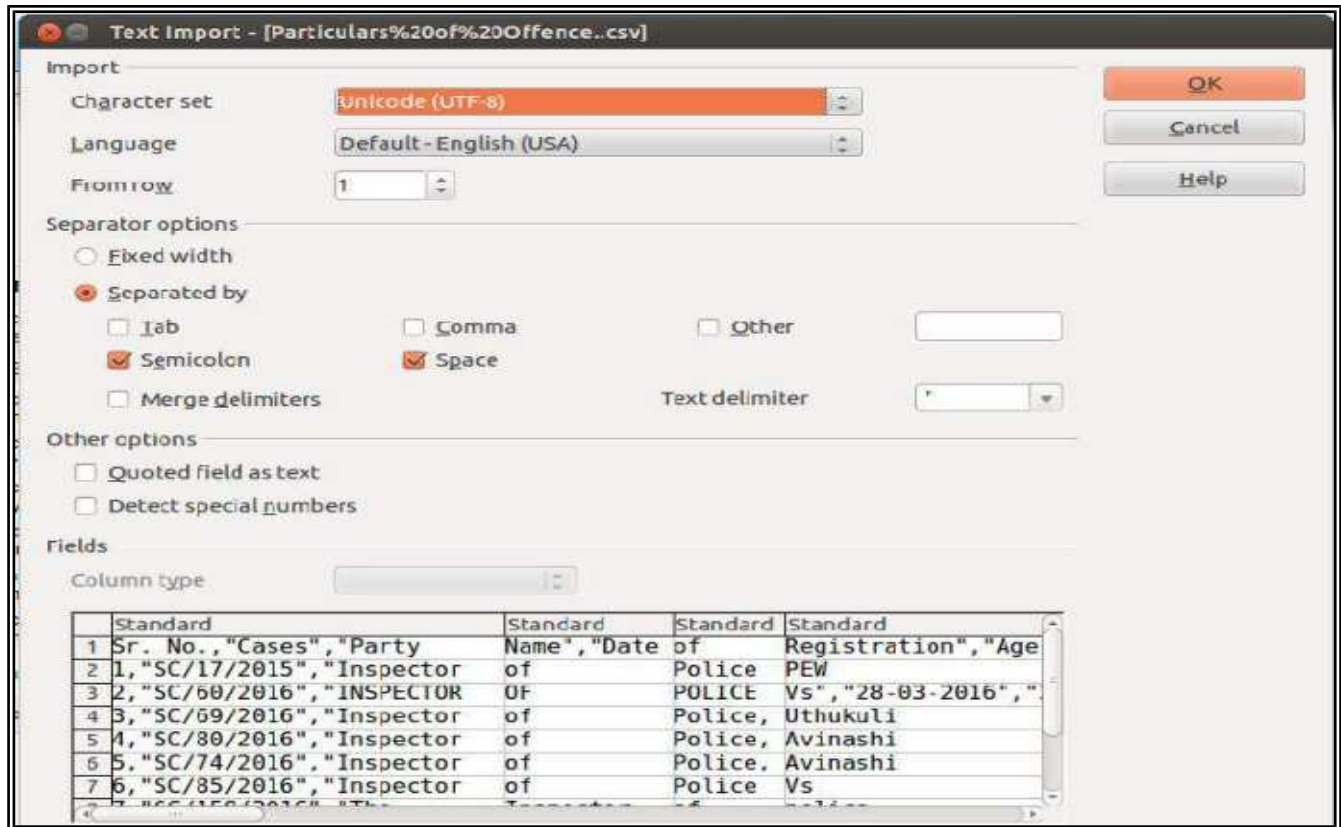 Text Import - [Particulars%20of%20Offence..csv]
Import
Character set Unicode (UTF-8)
Language Default - English (USA)
From row 1
OK
Cancel
Help
Separator options
Fixed width
Separated by
Tab Comma Other
Semicolon Space
Merge delimiters Text delimiter "
Other options
Quoted field as text
Detect special numbers
Fields
Column type
Standard Standard Standard Standard
1 Sr. No.,"Cases","Party Name","Date of Registration","Age
2 1,"SC/17/2015","Inspector of Police PEW
3 2,"SC/60/2016","INSPECTOR OF POLICE Vs","28-03-2016","
4 3,"SC/69/2016","Inspector of Police, Uthukuli
5 4,"SC/80/2016","Inspector of Police, Avinashi
6 5,"SC/74/2016","Inspector of Police, Avinashi
7 6,"SC/85/2016","Inspector of Police Vs